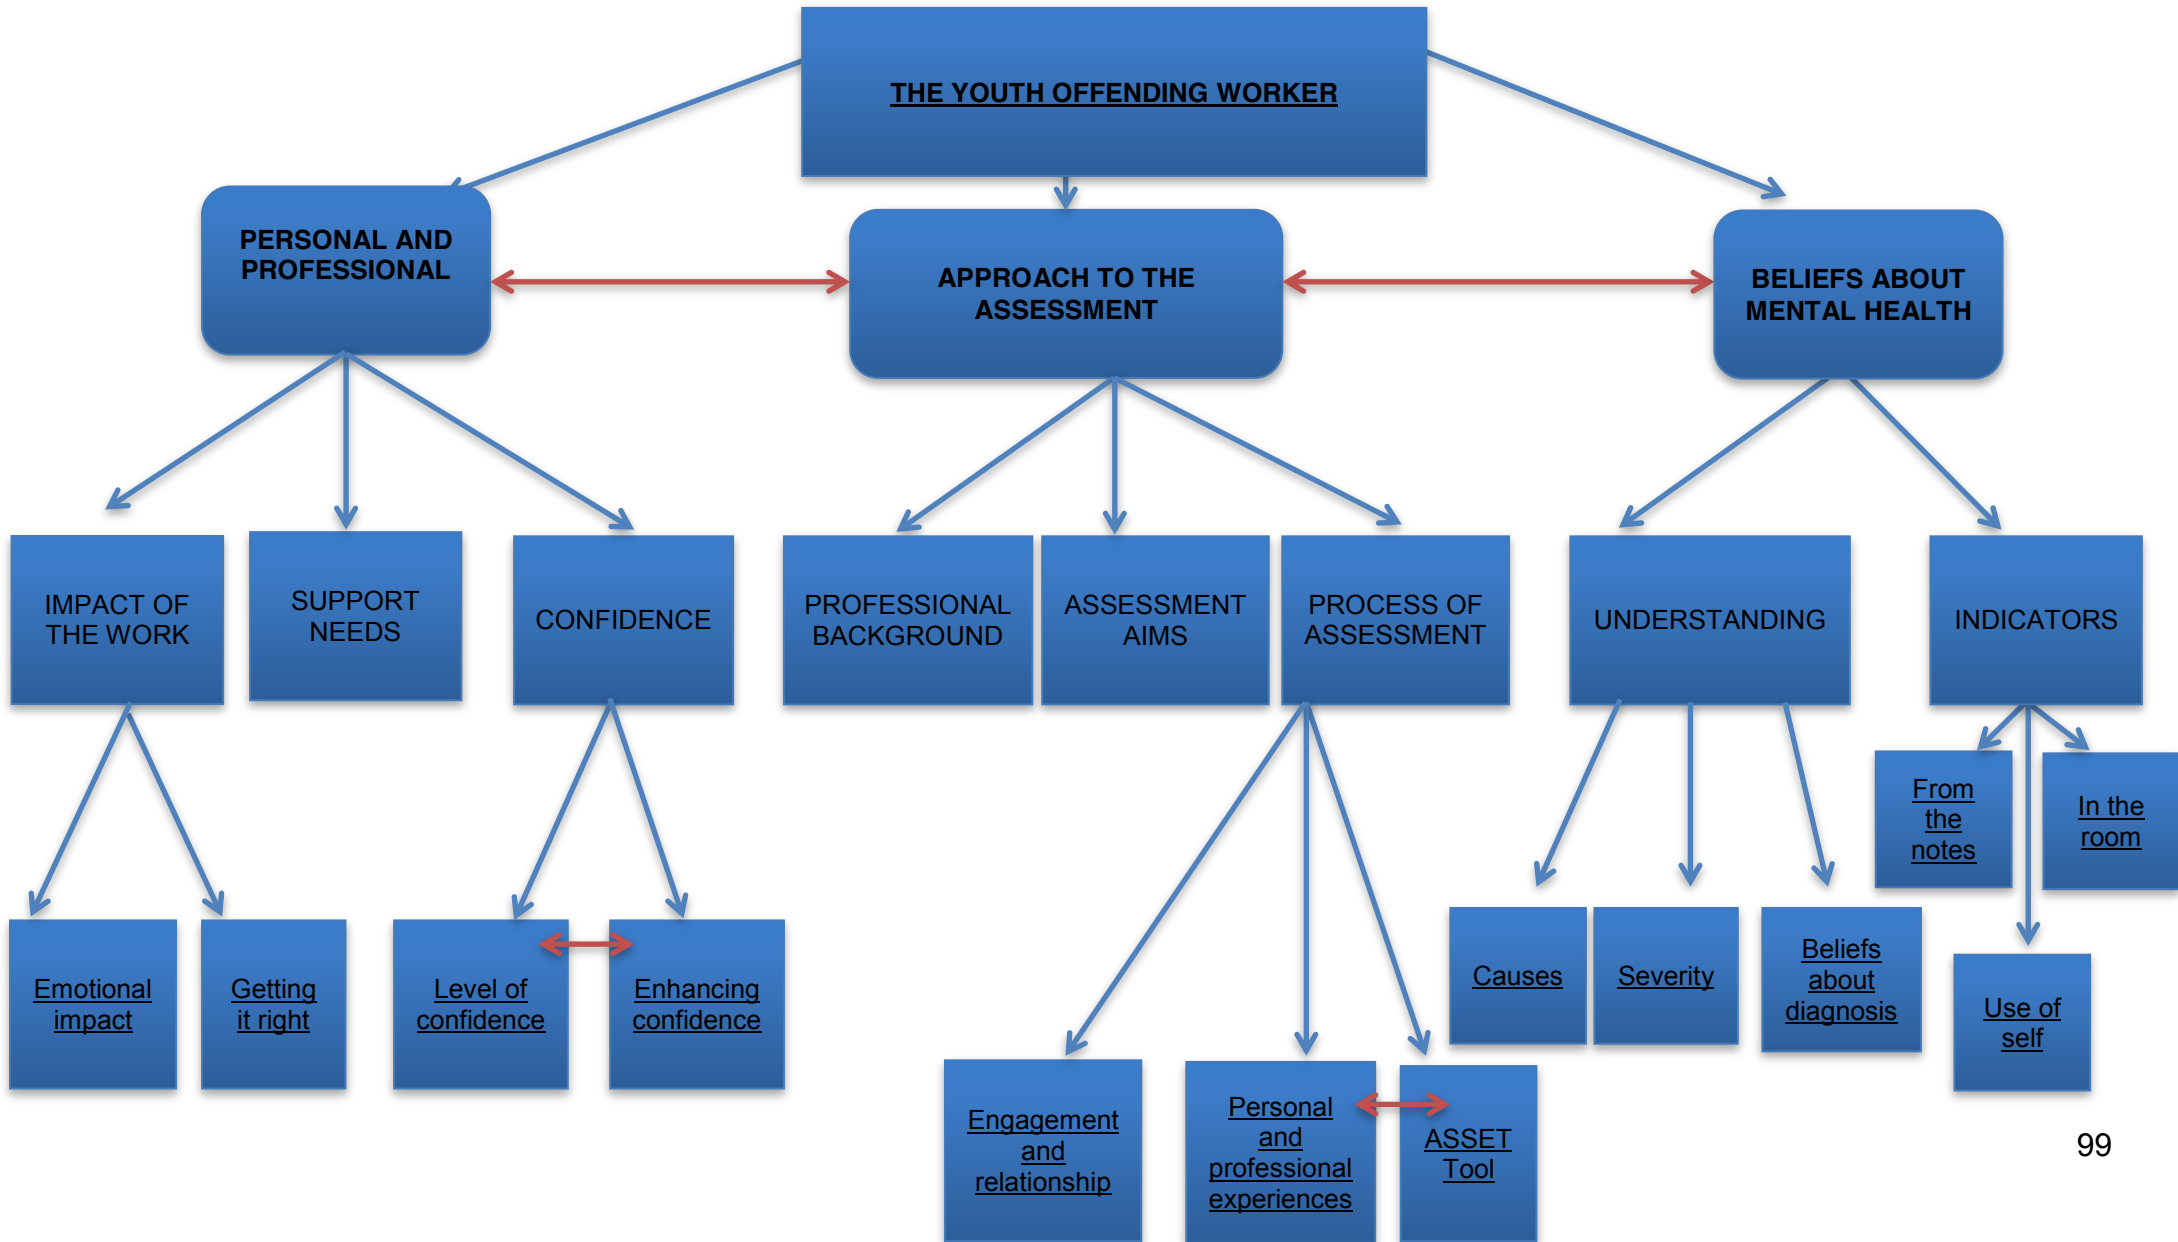 THE YOUTH OFFENDING WORKER
PERSONAL AND
PROFESSIONAL
APPROACH TO THE
ASSESSMENT
BELIEFS ABOUT
MENTAL HEALTH
IMPACT OF
THE WORK
SUPPORT
NEEDS
CONFIDENCE
PROFESSIONAL
BACKGROUND
ASSESSMENT
AIMS
PROCESS OF
ASSESSMENT
UNDERSTANDING
INDICATORS
From
the
notes
In the
room
Emotional
impact
Getting
it right
Level of
confidence
Enhancing
confidence
Causes
Severity
Beliefs
about
diagnosis
Use of
self
Engagement
and
relationship
Personal
and
professional
experiences
ASSET
Tool
99